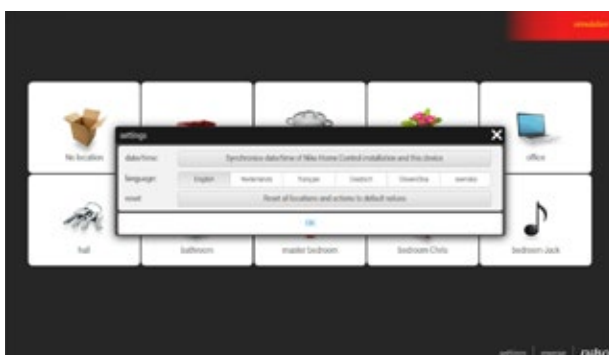 simulation
settings
date/time: Synchronise date/time of Niko Home Control installation and this device
language: English Nederlands Français Deutsch Slovenčina svenska
reset Reset all locations and actions to default values
OK
No location office
hall bathroom master bedroom bedroom Chris bedroom Jack
settings
niko